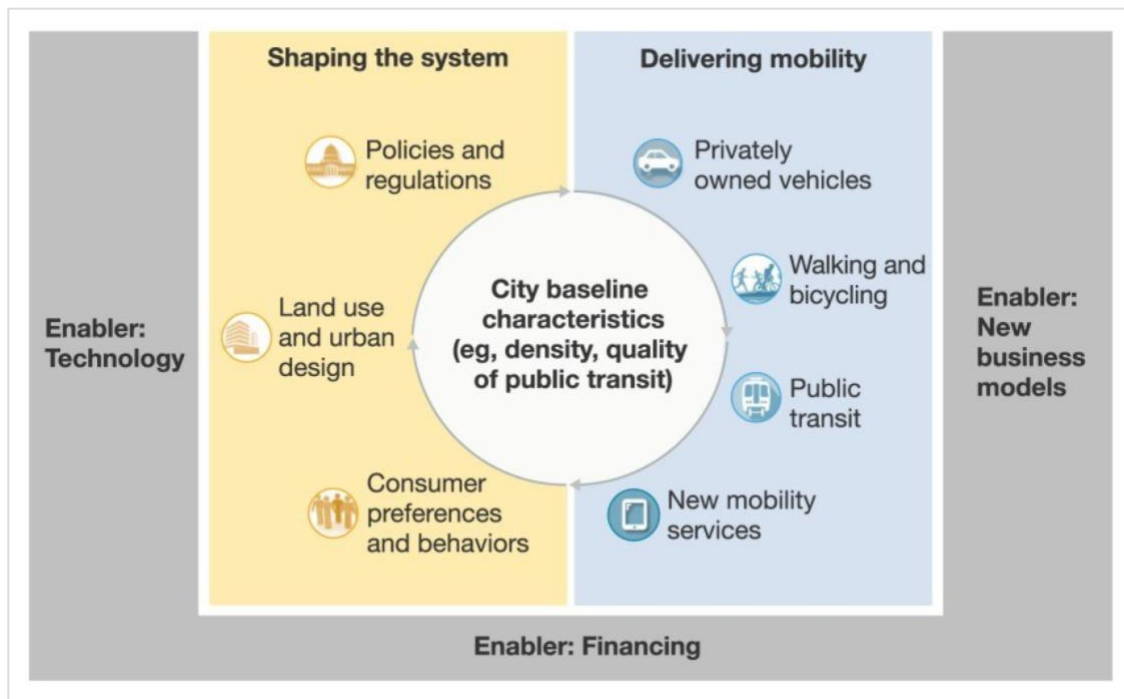 Shaping the system
Delivering mobility
Policies and
regulations
Privately
owned vehicles
Walking and
bicycling
Land use
and urban
design
City baseline
characteristics
(eg, density, quality
of public transit)
Enabler:
Technology
Enabler:
New
business
models
Public
transit
Consumer
preferences
and behaviors
New mobility
services
Enabler: Financing